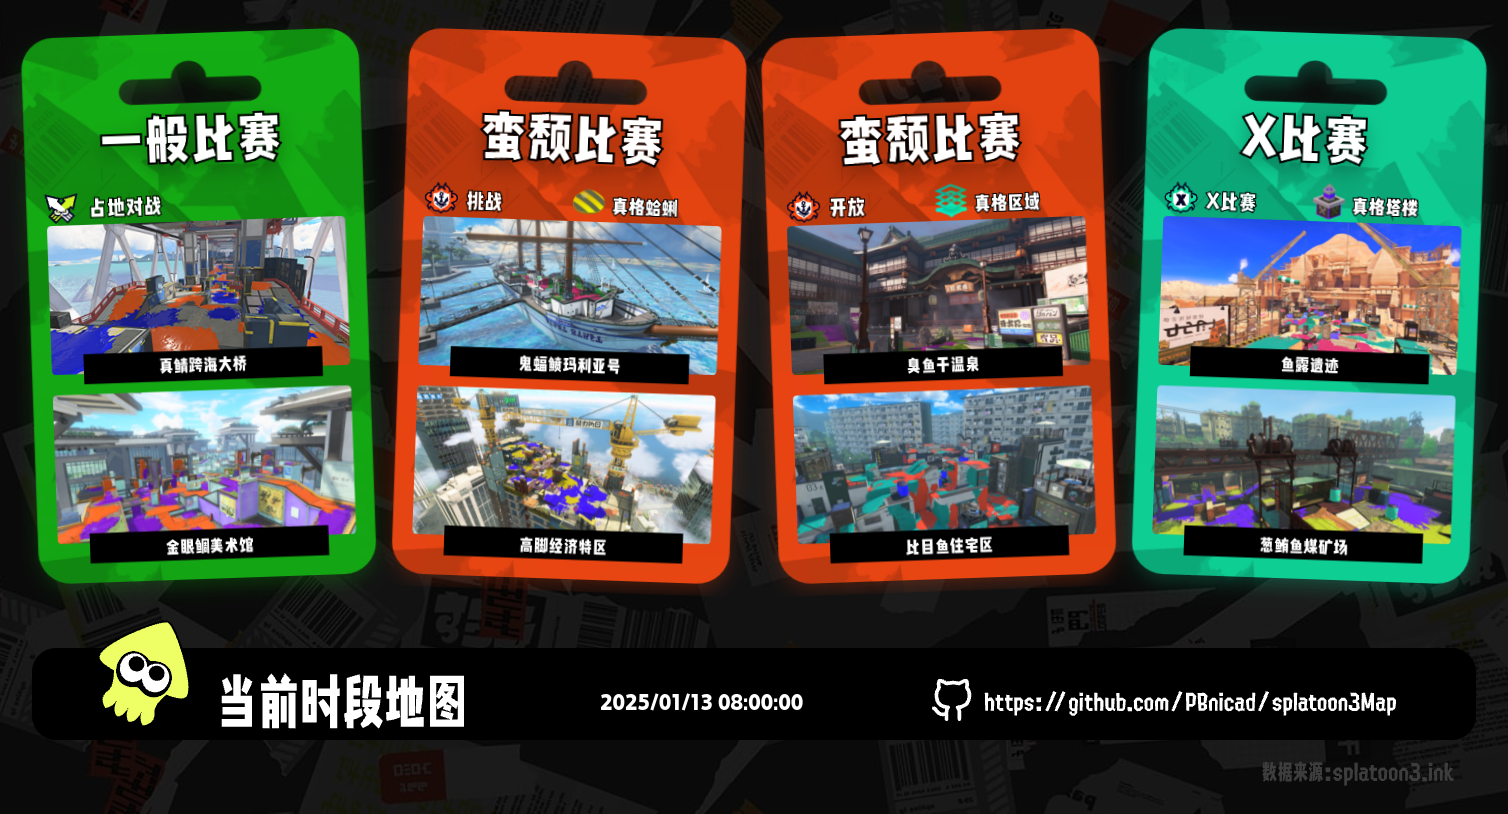 一般比赛
占地对战
真鲭跨海大桥
金眼鲷美术馆
蛮颓比赛
挑战
真格蛤蜊
鬼蝠鲼玛利亚号
高脚经济特区
蛮颓比赛
开放
真格区域
臭鱼干温泉
比目鱼住宅区
X比赛
X比赛
真格塔楼
鱼露遗迹
葱鲔鱼煤矿场
当前时段地图
2025/01/13 08:00:00
https://github.com/PBnicad/splatoon3Map
数据来源:splatoon3.ink